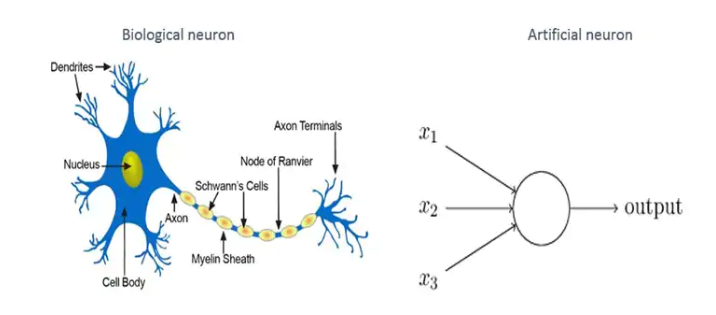 Biological neuron
Artificial neuron
Dendrites
Axon Terminals
Nucleus
Node of Ranvier
Schwann's Cells
Axon
Myelin Sheath
Cell Body
x1
x2
x3
output